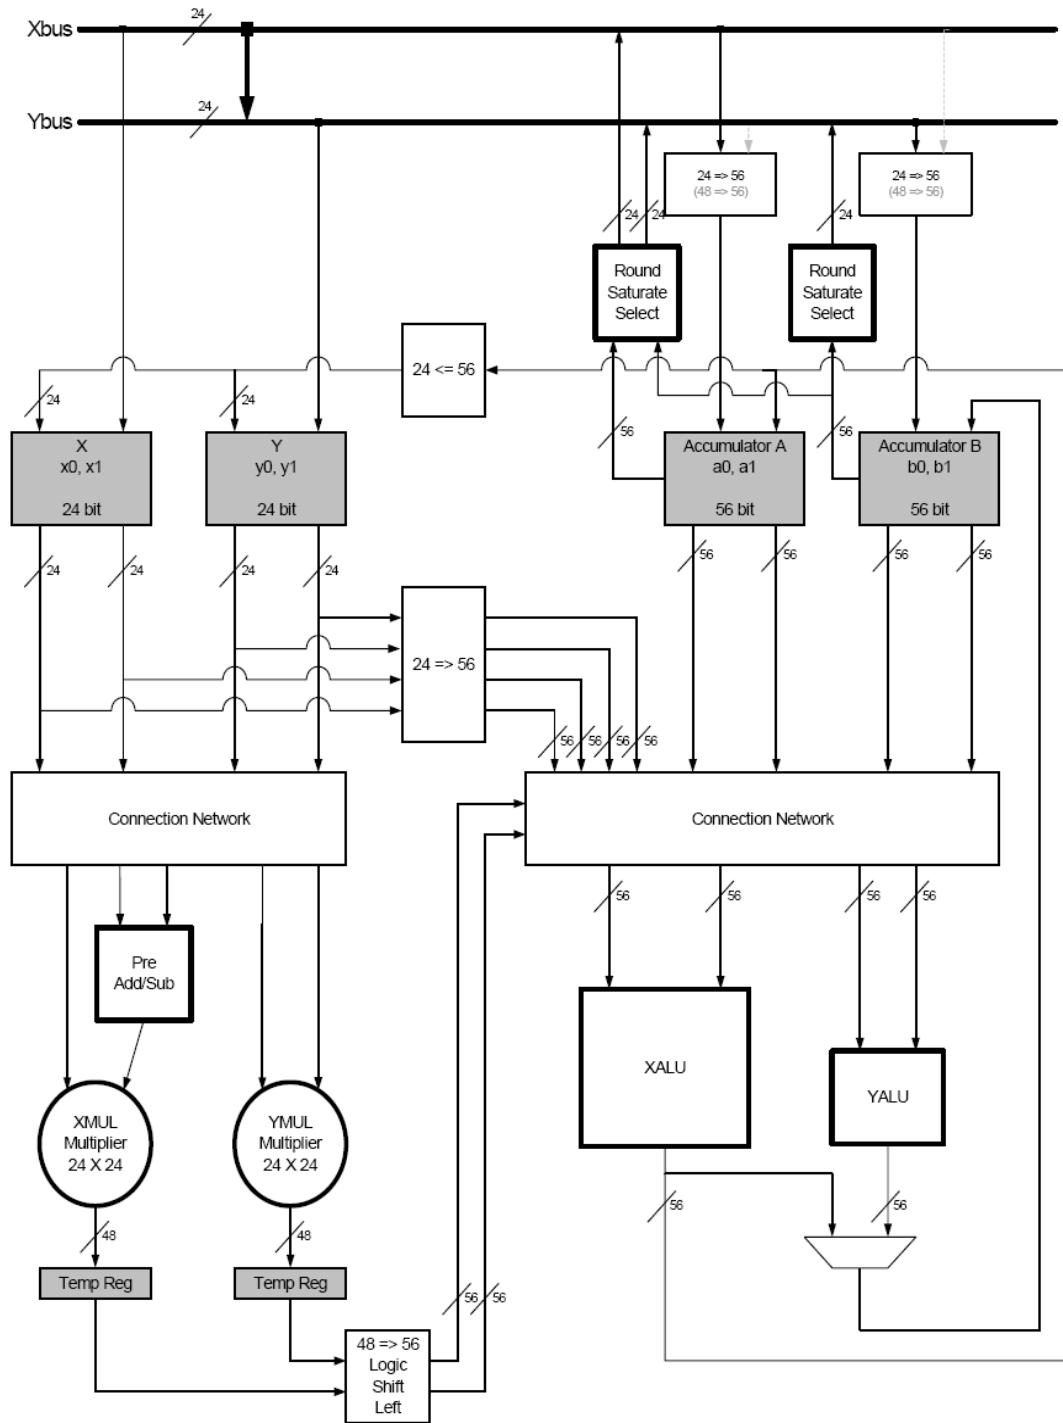 24
Xbus
24
Ybus
24 => 56
(48 => 56)
24 => 56
(48 => 56)
24
24
24
Round
Saturate
Select
Round
Saturate
Select
24 <= 56
24
24
56
56
X
x0, x1
24 bit
Y
y0, y1
24 bit
Accumulator A
a0, a1
56 bit
Accumulator B
b0, b1
56 bit
24
24
24
24
56
56
56
56
24 => 56
56
56
56
56
Connection Network
Connection Network
56
56
56
56
Pre
Add/Sub
XALU
YALU
XMUL
Multiplier
24 X 24
YMUL
Multiplier
24 X 24
56
56
48
48
Temp Reg
Temp Reg
56
56
48 => 56
Logic
Shift
Left